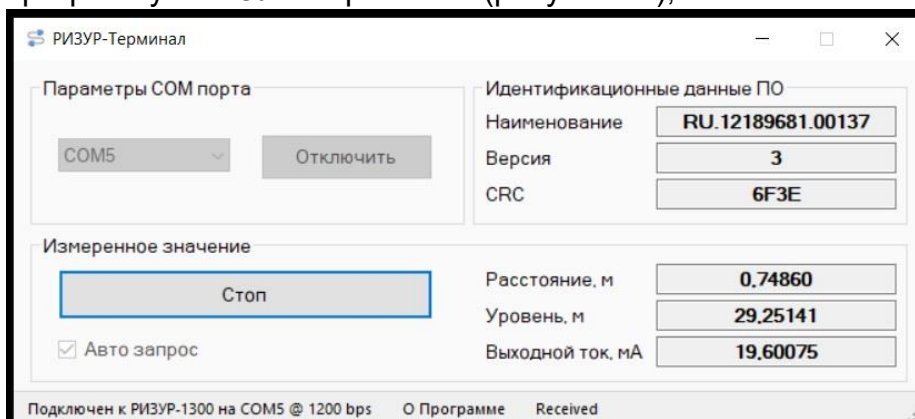 РИЗУР-Терминал
Параметры COM порта
COM5
Отключить
Идентификационные данные ПО
Наименование RU.12189681.00137
Версия 3
CRC 6F3E
Измеренное значение
Стоп
Авто запрос
Расстояние, м 0,74860
Уровень, м 29,25141
Выходной ток, мА 19,60075
Подключен к РИЗУР-1300 на COM5 @ 1200 bps О Программе Received